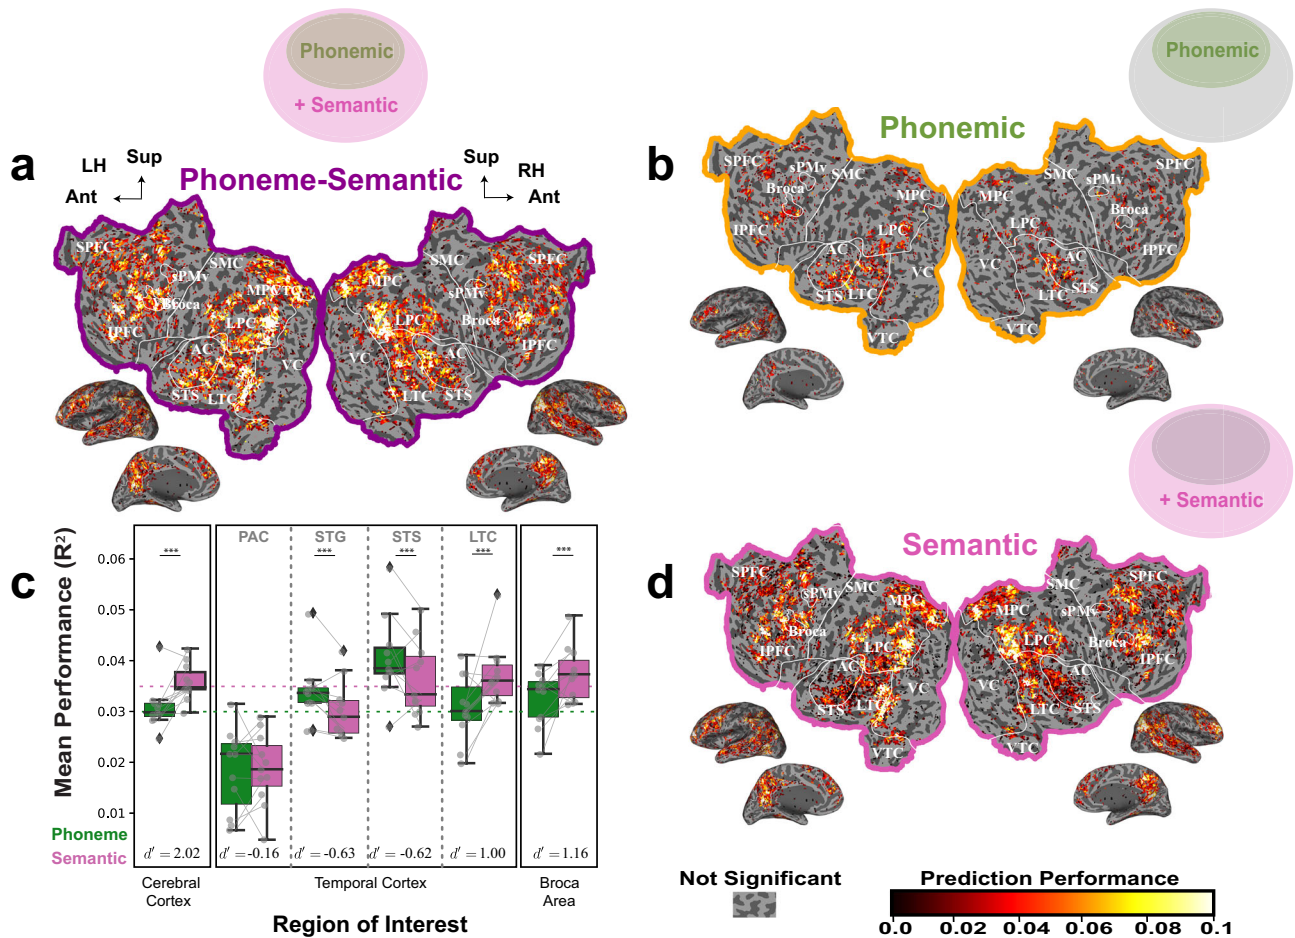 Phonemic
+ Semantic
a
LH
Sup
Ant
Phoneme-Semantic
Sup
RH
Ant
SPFC
sPMv
SMC
Broca
IPFC
MPC
LPC
AC
VC
STS
LTC
SMC
SPFC
MPC
sPMv
LPC
Broca
IPFC
VC
AC
LTC
STS
Phonemic
b
Phonemic
SPFC
sPMv
SMC
Broca
MPC
IPFC
LPC
AC
VC
STS
LTC
VTC
SMC
SPFC
sPMv
MPC
Broca
LPC
IPFC
AC
VC
LTC
STS
VTC
+ Semantic
c
Mean Performance (R²)
0.06
0.05
0.04
0.03
0.02
0.01
PAC
STG
STS
LTC
***
***
***
***
***
Phoneme
Semantic
d′ = 2.02
d′ = -0.16
d′ = -0.63
d′ = -0.62
d′ = 1.00
d′ = 1.16
Cerebral
Cortex
Temporal Cortex
Broca
Area
Region of Interest
d
Semantic
SPFC
sPMv
SMC
MPC
Broca
IPFC
LPC
AC
VC
STS
LTC
VTC
SMC
SPFC
MPC
sPMv
LPC
Broca
IPFC
AC
VC
LTC
STS
VTC
Not Significant
Prediction Performance
0.0 0.02 0.04 0.06 0.08 0.1